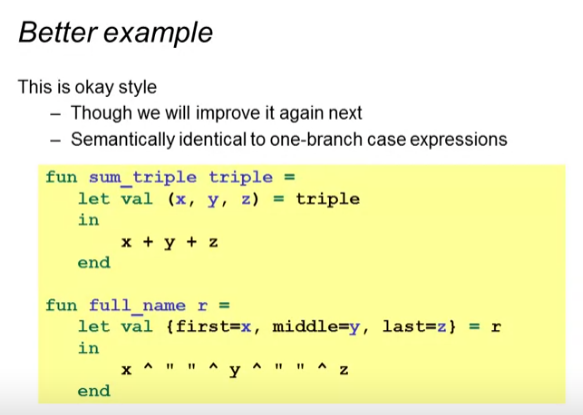 Better example
This is okay style
– Though we will improve it again next
– Semantically identical to one-branch case expressions
fun sum_triple triple =
let val (x, y, z) = triple
in
x + y + z
end
fun full_name r =
let val {first=x, middle=y, last=z} = r
in
x ^ " " ^ y ^ " " ^ z
end